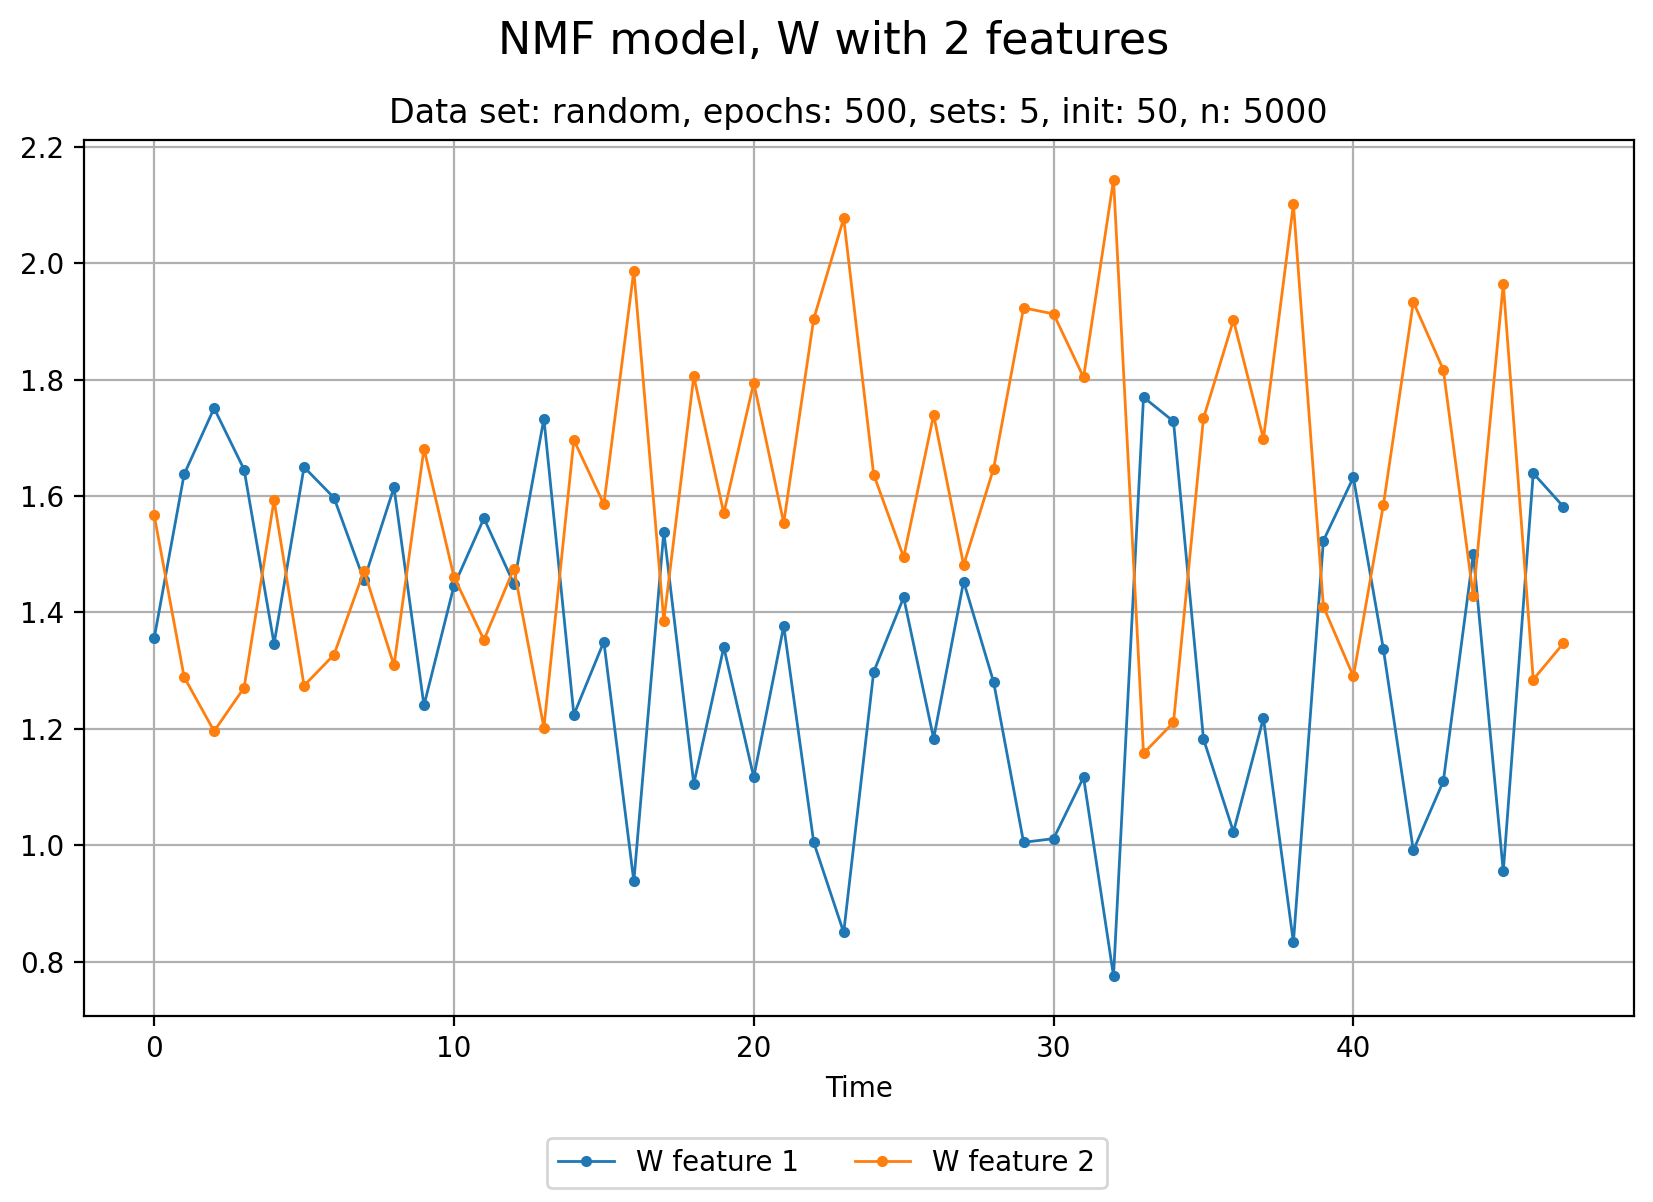 NMF model, W with 2 features
Data set: random, epochs: 500, sets: 5, init: 50, n: 5000
2.2
2.0
1.8
1.6
1.4
1.2
1.0
0.8
0 10 20 30 40
Time
W feature 1 W feature 2